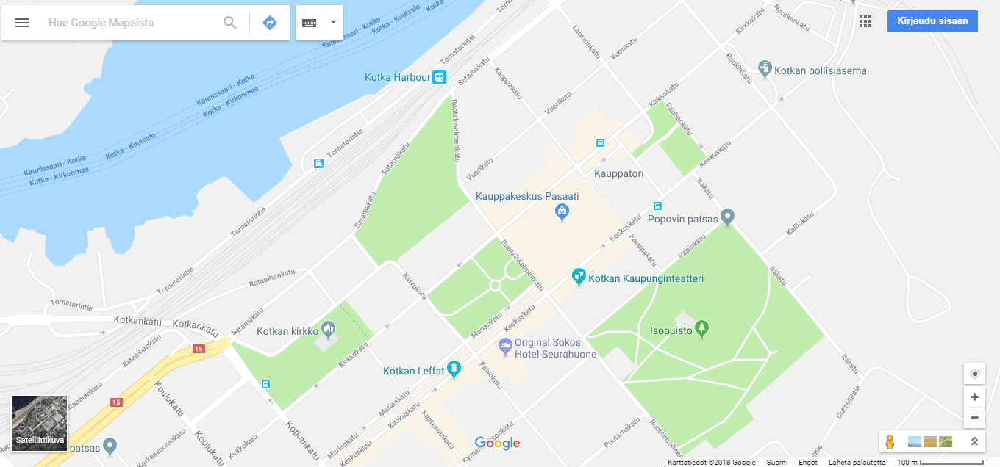 Hae Google Mapsista
Kirjaudu sisään
Kaunissaari - Kotka
Kotka - Kuutsalo
Kotka - Kuutsalo
Tornatorintie
Satamakatu
Kotka Harbour
Kaunissaari - Kotka
Kotka - Kirkonmaa
Lalvurinkatu
Vuorikatu
Kirkkokatu
Norskankatu
Ruukinkatu
Kotkan poliisiasema
Kauppakatu
Vuorikatu
Kirkkokatu
Rauhankatu
Ruotsinsalmenkatu
Kotka - Kuutsalo
Kaunissaari - Kotka
Kotka - Kirkonmaa
Tornatorintie
Satamakatu
Vuorikatu
Keskuskatu
Kauppatori
Itäkatu
Kauppakeskus Pasaati
Satamakatu
Tornatorintie
Popovin patsas
Keskuskatu
Kalliokatu
Papinkatu
Kauppakatu
Ruotsinsalmenkatu
Ratapihankatu
Tornatorintie
Kaivokatu
Kotkan Kaupunginteatteri
Itäkatu
Tornatorintie
Kotkankatu
Kotkankatu
Satamakatu
Kotkan kirkko
Mariankatu
Keskuskatu
Isopuisto
Original Sokos
Hotel Seurahuone
15
Ratapihankatu
Kirkkokatu
Kotkan Leffat
Kaivokatu
Itäkatu
15
Ratapihankatu
Koulukatu
Mariankatu
Keskuskatu
Kapteeninkatu
Gutzeitintie
Puutarhakatu
Ruotsinsalmenkatu
Satelliittikuva
patsas
Korkeavuorenkatu
Koulukatu
Kirkkokatu
Kotkankatu
Mariankatu
Keskuskatu
Google
Karttatiedot ©2018 Google
Suomi
Ehdot
Lähetä palautetta
100 m